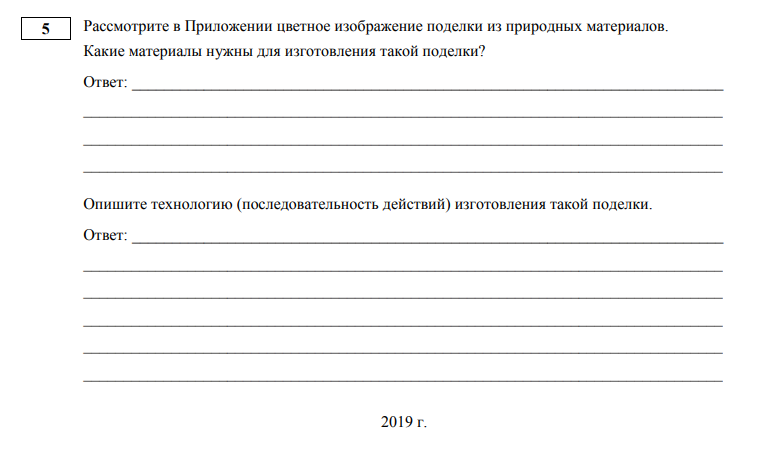 5 Рассмотрите в Приложении цветное изображение поделки из природных материалов.
Какие материалы нужны для изготовления такой поделки?
Ответ:
Опишите технологию (последовательность действий) изготовления такой поделки.
Ответ:
2019 г.